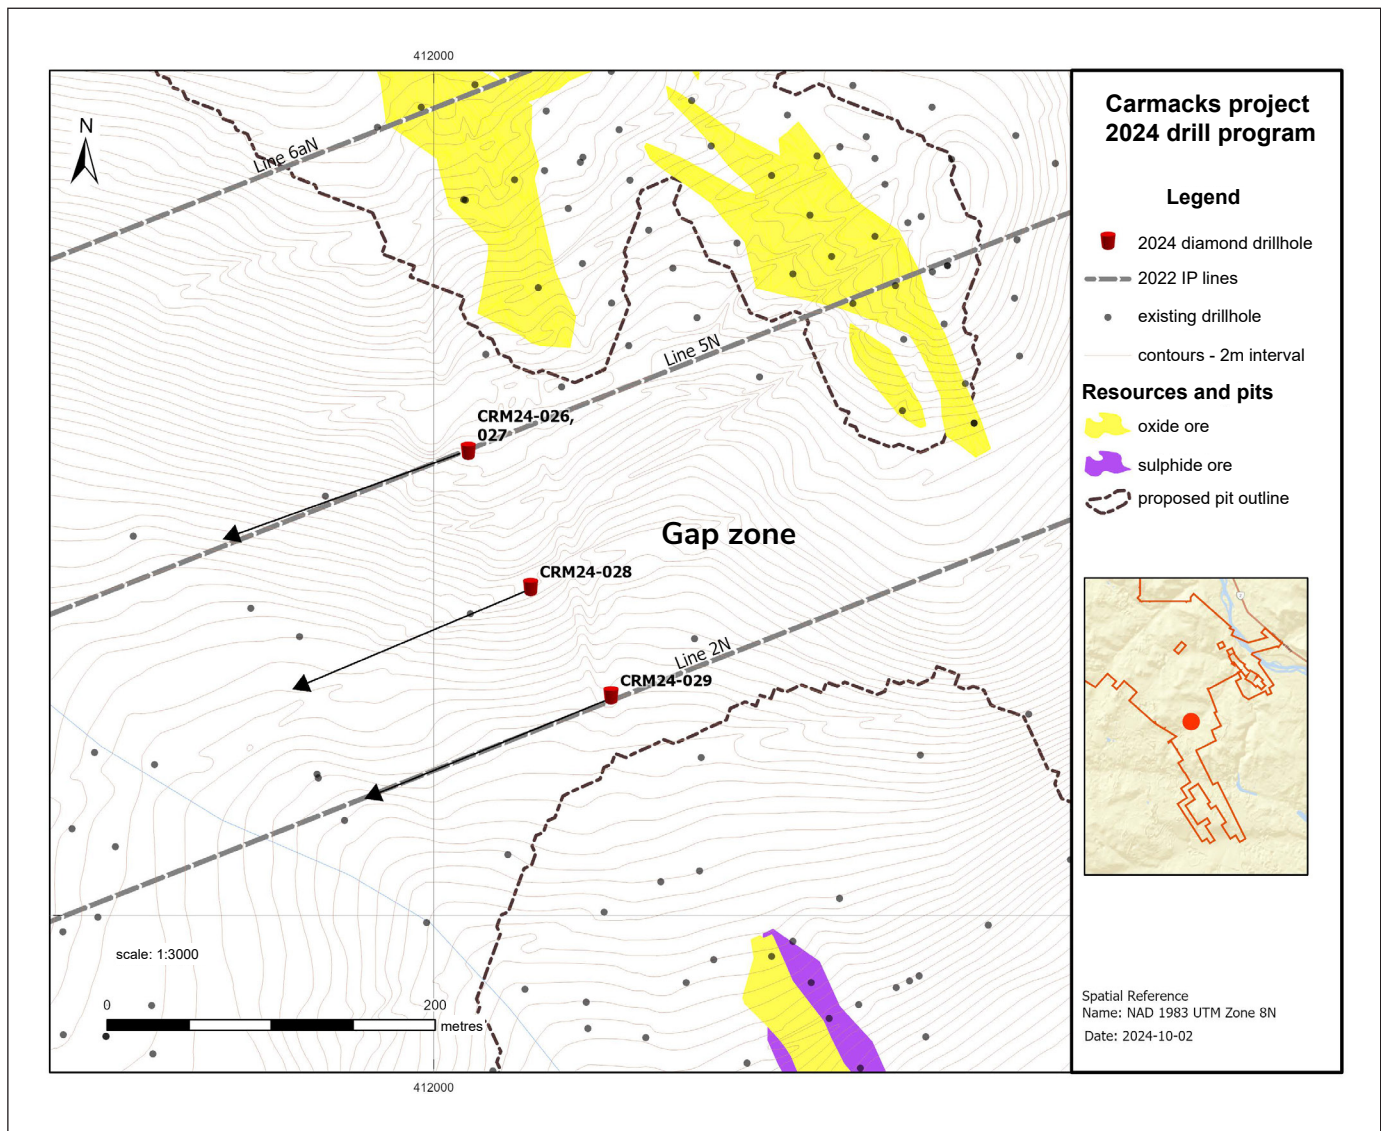 412000
N
Line 6aN
Line 5N
CRM24-026,
027
Gap zone
CRM24-028
Line 2N
CRM24-029
scale: 1:3000
0 200
metres
412000
Carmacks project
2024 drill program
Legend
2024 diamond drillhole
2022 IP lines
existing drillhole
contours - 2m interval
Resources and pits
oxide ore
sulphide ore
proposed pit outline
Spatial Reference
Name: NAD 1983 UTM Zone 8N
Date: 2024-10-02